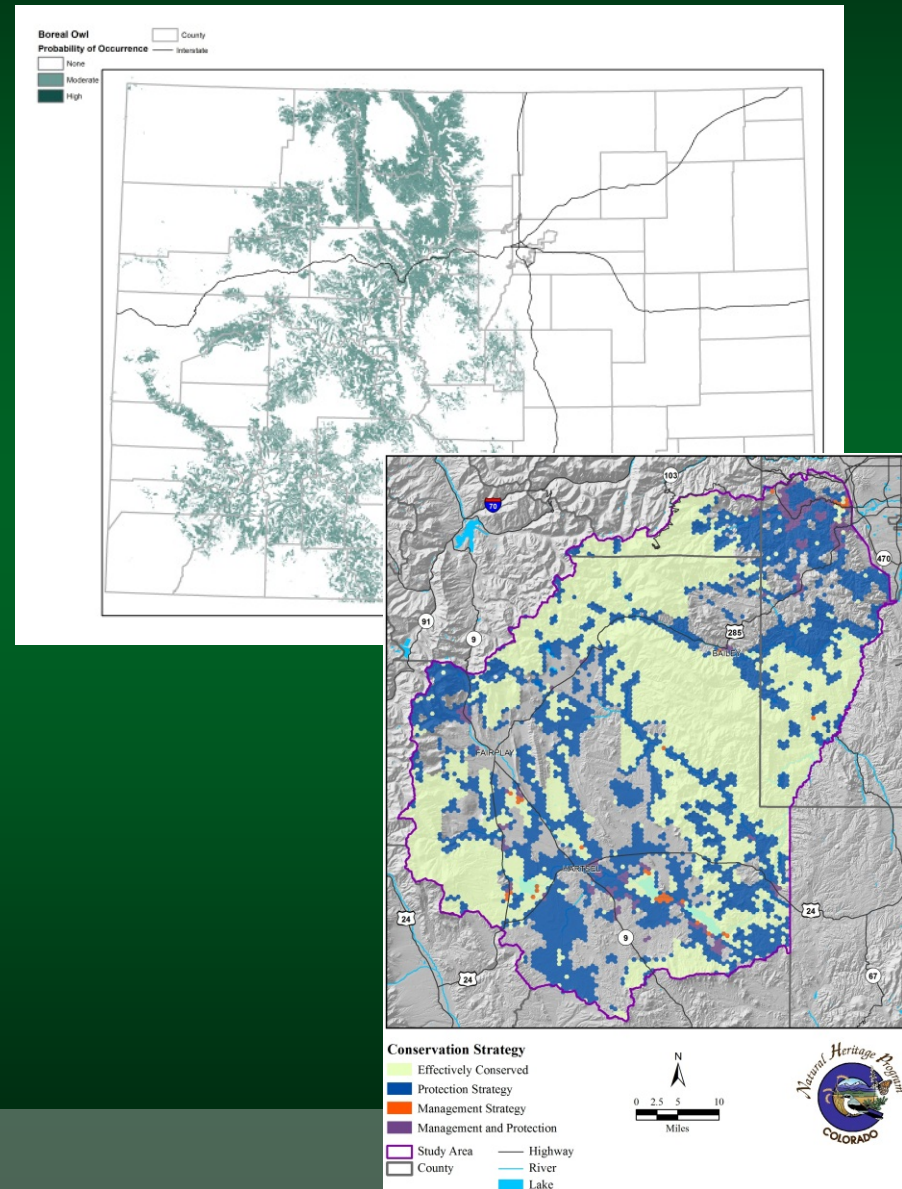 Boreal Owl
Probability of Occurrence
None
Moderate
High
County
Interstate
103
70
470
91
9
285
BAILEY
FAIRPLAY
HARTSEL
24
24
9
24
67
Conservation Strategy
Effectively Conserved
Protection Strategy
Management Strategy
Management and Protection
Study Area
County
Highway
River
Lake
N
0 2.5 5 10
Miles
Natural Heritage Program
COLORADO